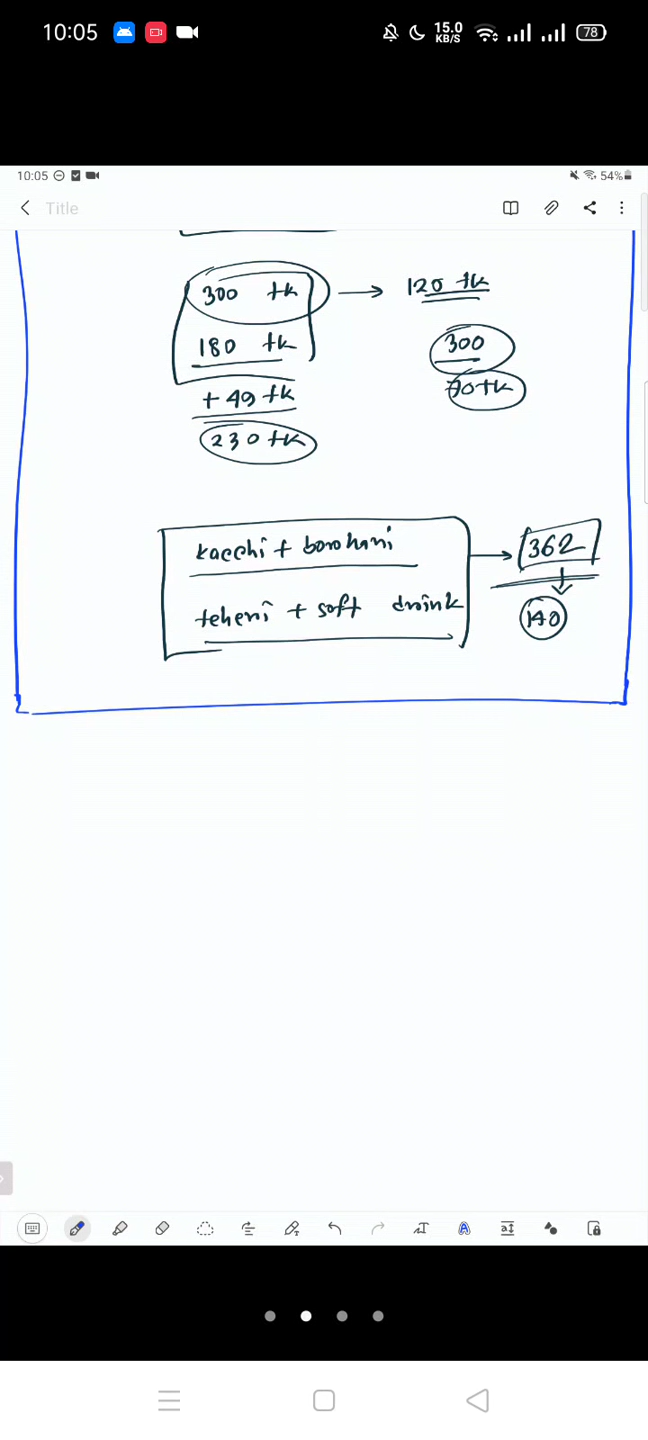 10:05 15.0 KB/S 78
10:05 54%
Title
300 tk → 120 tk
180 tk 300
+ 49 tk 70 tk
230 tk
kacchi + borohani → 362
teheri + soft drink 140